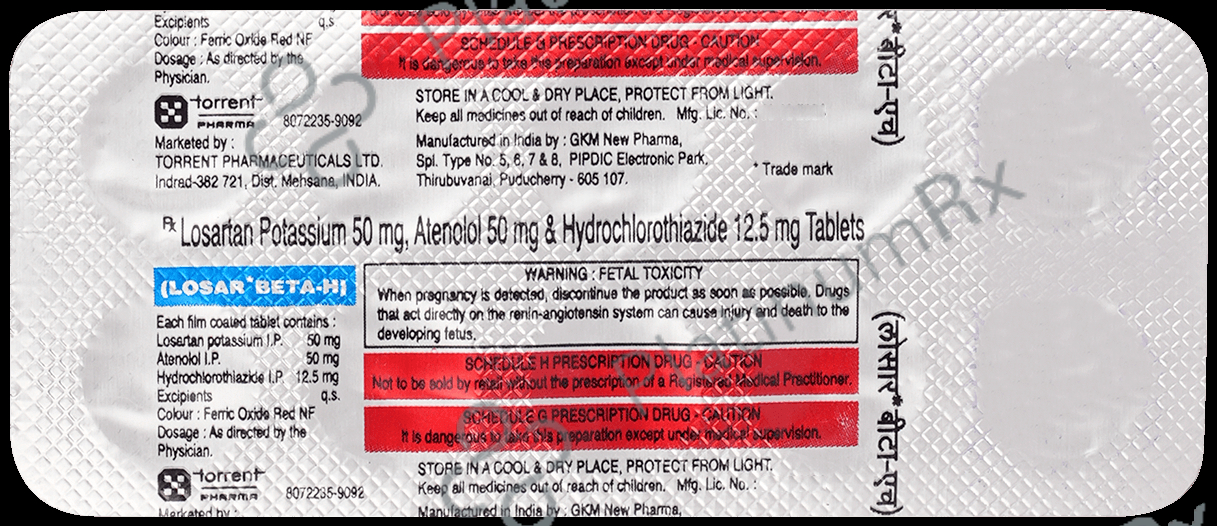 Excipients q.s.
Colour : Ferric Oxide Red NF
Dosage : As directed by the
Physician.
torrent
PHARMA 8072235-9092
Marketed by :
TORRENT PHARMACEUTICALS LTD.
Indrad-382 721, Dist. Mehsana, INDIA.
SCHEDULE G PRESCRIPTION DRUG - CAUTION
It is dangerous to take this preparation except under medical supervision.
STORE IN A COOL & DRY PLACE, PROTECT FROM LIGHT.
Keep all medicines out of reach of children. Mfg. Lic. No. :
Manufactured in India by : GKM New Pharma,
Spl. Type No. 5, 6, 7 & 8, PIPDIC Electronic Park,
Thirubuvanai, Puducherry - 605 107.
* Trade mark
Rx Losartan Potassium 50 mg, Atenolol 50 mg & Hydrochlorothiazide 12.5 mg Tablets
(LOSAR*BETA-H)
Each film coated tablet contains :
Losartan potassium I.P. 50 mg
Atenolol I.P. 50 mg
Hydrochlorothiazide I.P. 12.5 mg
Excipients q.s.
Colour : Ferric Oxide Red NF
Dosage : As directed by the
Physician.
torrent
PHARMA 8072235-9092
Marketed by :
WARNING : FETAL TOXICITY
When pregnancy is detected, discontinue the product as soon as possible. Drugs
that act directly on the renin-angiotensin system can cause injury and death to the
developing fetus.
SCHEDULE H PRESCRIPTION DRUG - CAUTION
Not to be sold by retail without the prescription of a Registered Medical Practitioner.
SCHEDULE G PRESCRIPTION DRUG - CAUTION
It is dangerous to take this preparation except under medical supervision.
STORE IN A COOL & DRY PLACE, PROTECT FROM LIGHT.
Keep all medicines out of reach of children. Mfg. Lic. No. :
Manufactured in India by : GKM New Pharma,
* बीटा-एच)
(लोसार* बीटा-एच)
PlatinumRx